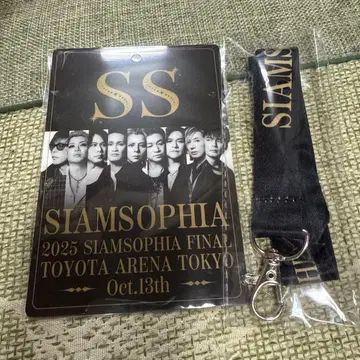 SS
SIAMSOPHIA
2025 SIAMSOPHIA FINAL
TOYOTA ARENA TOKYO
Oct.13th
SIAMS
H